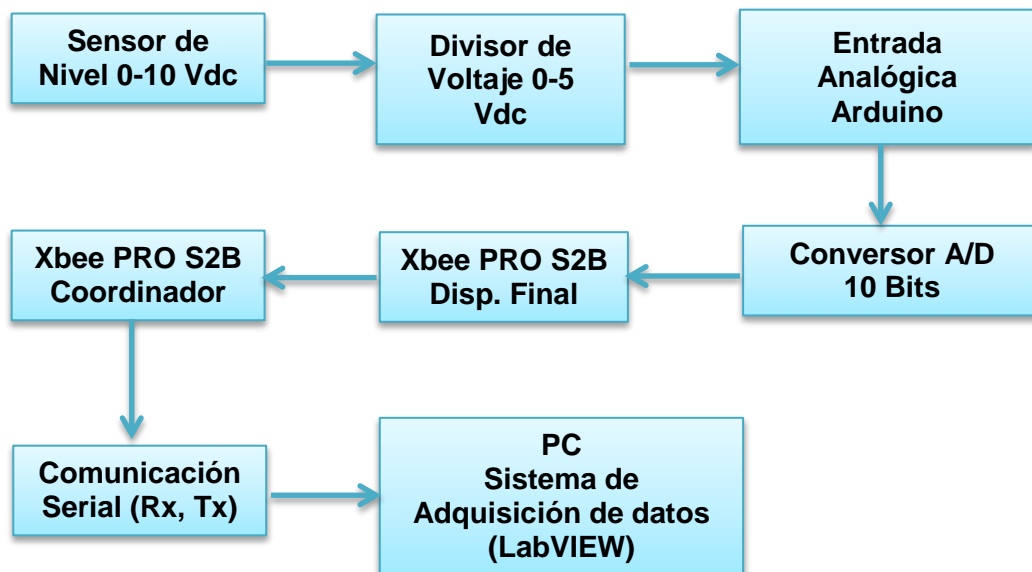 Sensor de
Nivel 0-10 Vdc
Divisor de
Voltaje 0-5
Vdc
Entrada
Analógica
Arduino
Conversor A/D
10 Bits
Xbee PRO S2B
Disp. Final
Xbee PRO S2B
Coordinador
Comunicación
Serial (Rx, Tx)
PC
Sistema de
Adquisición de datos
(LabVIEW)